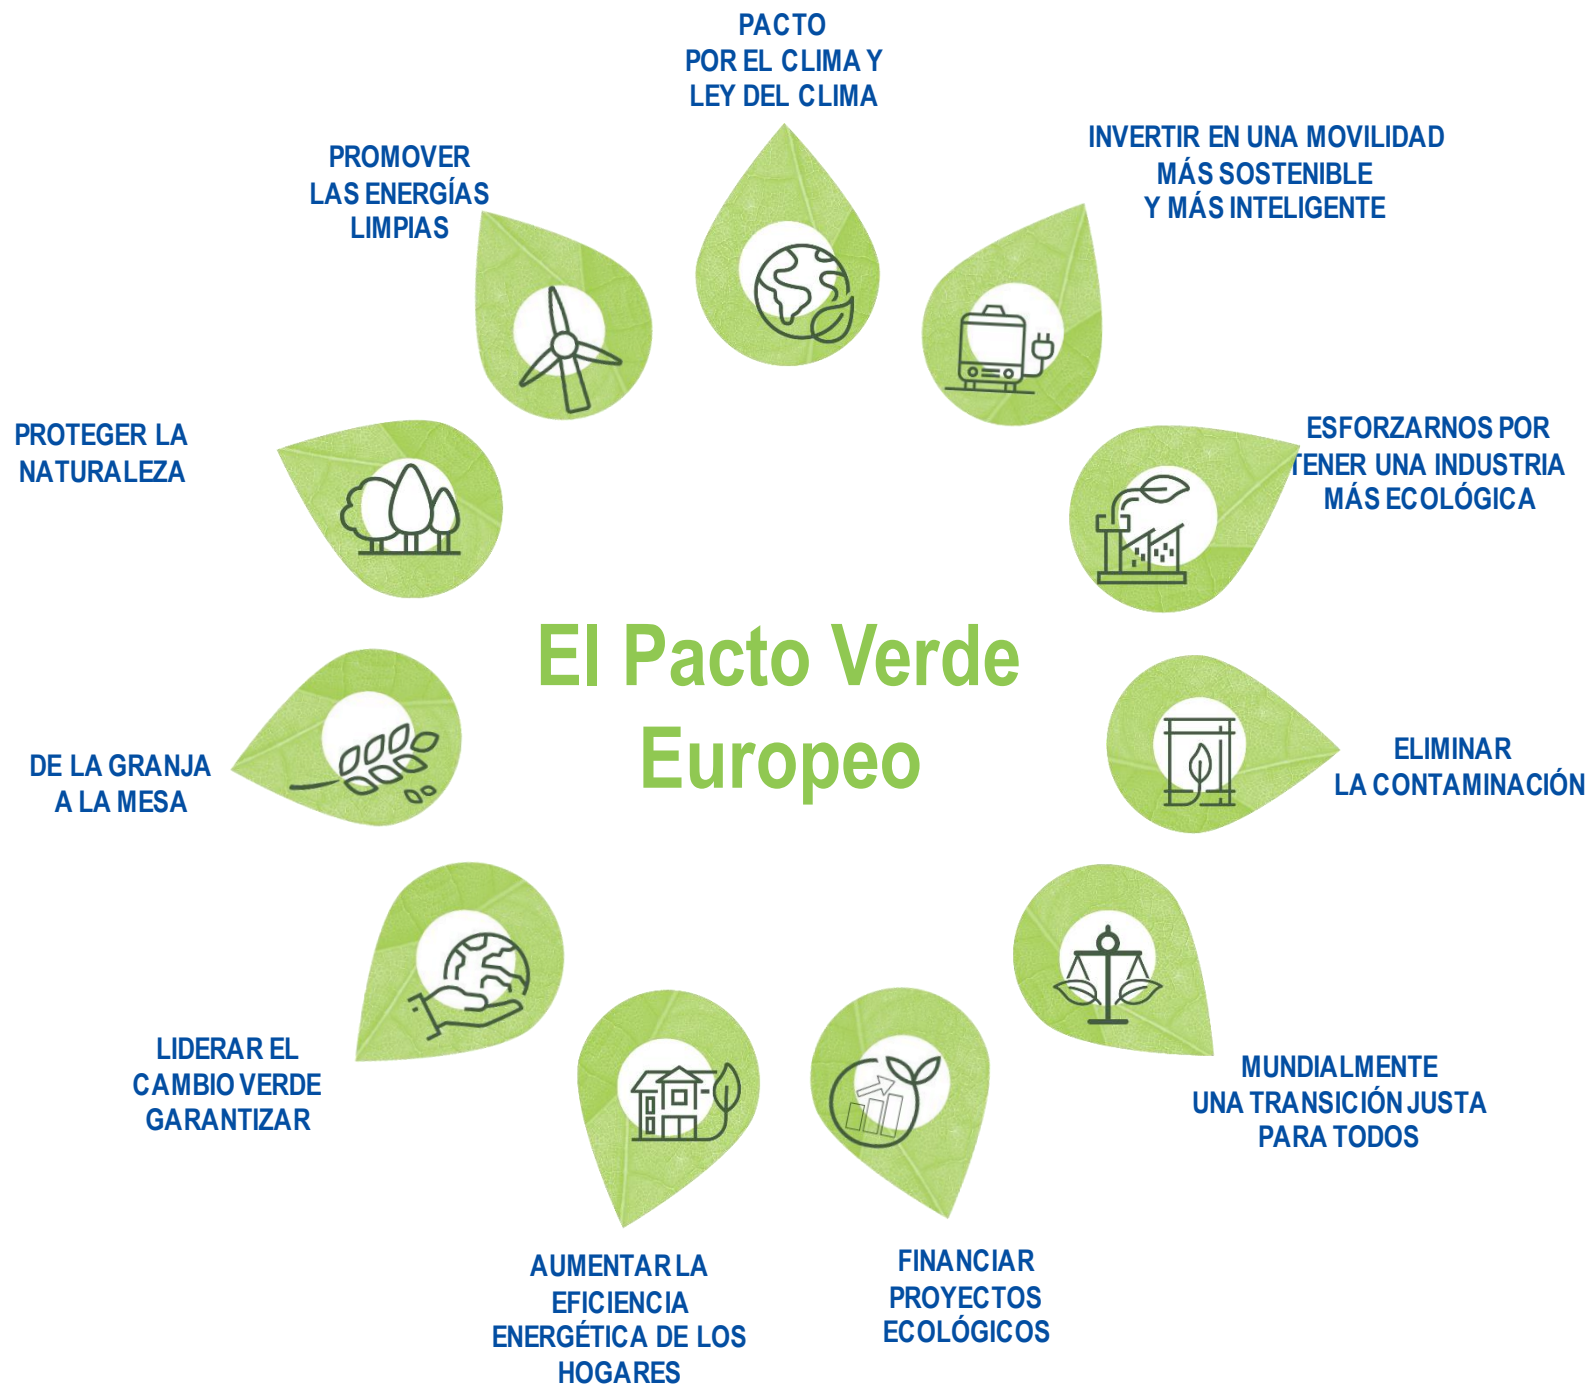 PACTO
POR EL CLIMA Y
LEY DEL CLIMA
INVERTIR EN UNA MOVILIDAD
MÁS SOSTENIBLE
Y MÁS INTELIGENTE
PROMOVER
LAS ENERGÍAS
LIMPIAS
ESFORZARNOS POR
TENER UNA INDUSTRIA
MÁS ECOLÓGICA
PROTEGER LA
NATURALEZA
El Pacto Verde
Europeo
ELIMINAR
LA CONTAMINACIÓN
DE LA GRANJA
A LA MESA
LIDERAR EL
CAMBIO VERDE
GARANTIZAR
MUNDIALMENTE
UNA TRANSICIÓN JUSTA
PARA TODOS
AUMENTAR LA
EFICIENCIA
ENERGÉTICA DE LOS
HOGARES
FINANCIAR
PROYECTOS
ECOLÓGICOS